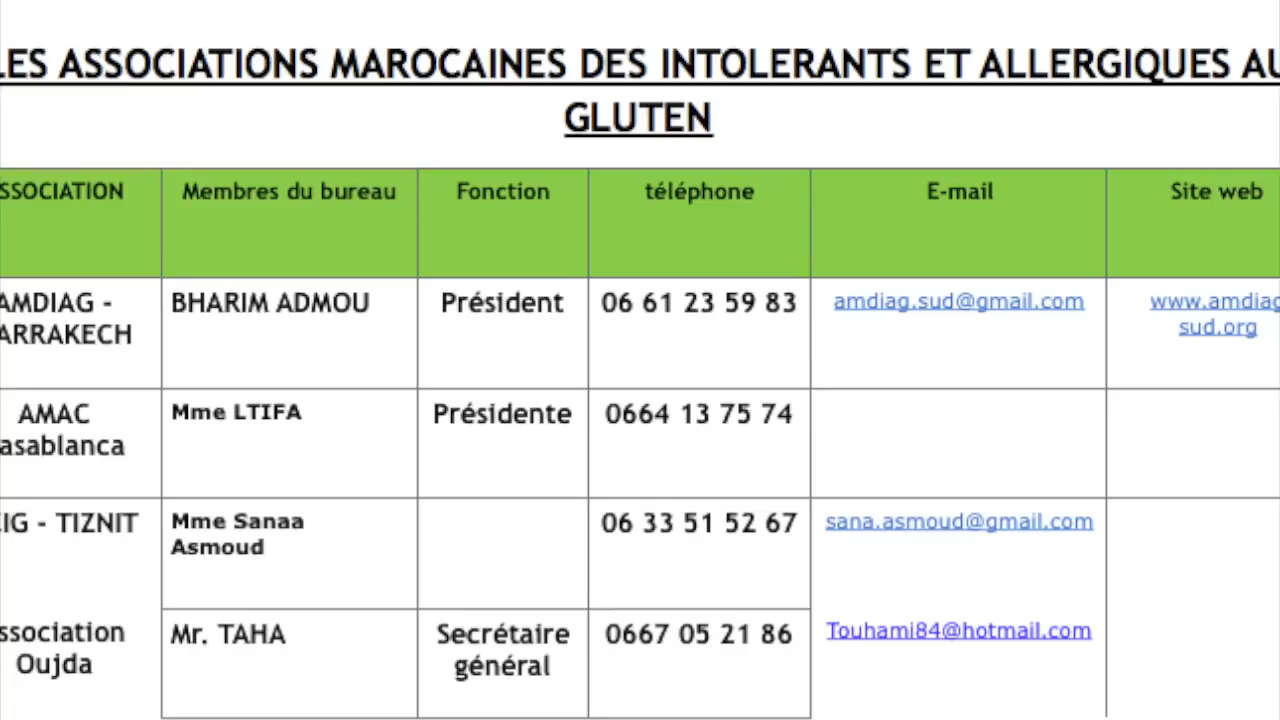 LES ASSOCIATIONS MAROCAINES DES INTOLERANTS ET ALLERGIQUES AU
GLUTEN
SSOCIATION Membres du bureau Fonction téléphone E-mail Site web
AMDIAG - BHARIM ADMOU Président 06 61 23 59 83 amdiag.sud@gmail.com www.amdiag
ARRAKECH sud.org
AMAC Mme LTIFA Présidente 0664 13 75 74
asablanca
IG - TIZNIT Mme Sanaa 06 33 51 52 67 sana.asmoud@gmail.com
Asmoud
ssociation Mr. TAHA Secrétaire 0667 05 21 86 Touhami84@hotmail.com
Oujda général